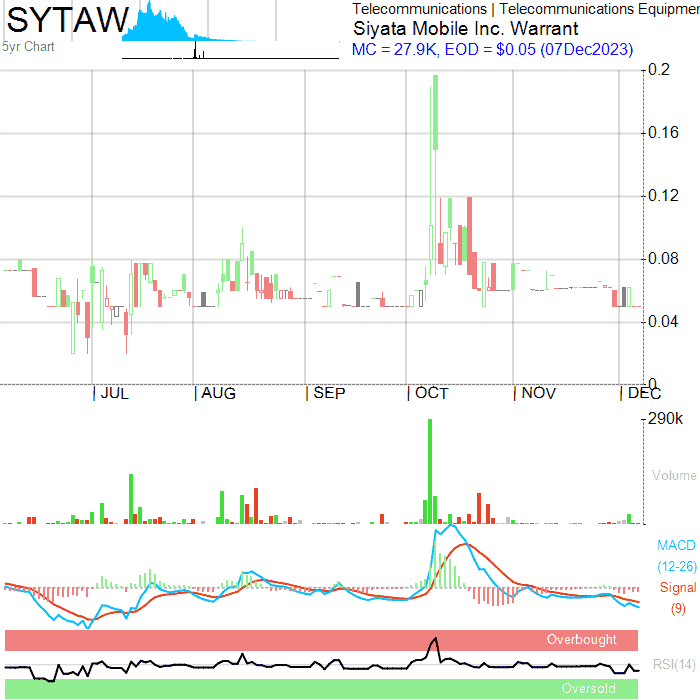 SYTAW
Telecommunications | Telecommunications Equipmen
Siyata Mobile Inc. Warrant
5yr Chart
MC = 27.9K, EOD = $0.05 (07Dec2023)
0.2
0.16
0.12
0.08
0.04
0
JUL
AUG
SEP
OCT
NOV
DEC
290k
Volume
MACD
(12-26)
Signal
(9)
Overbought
RSI(14)
Oversold